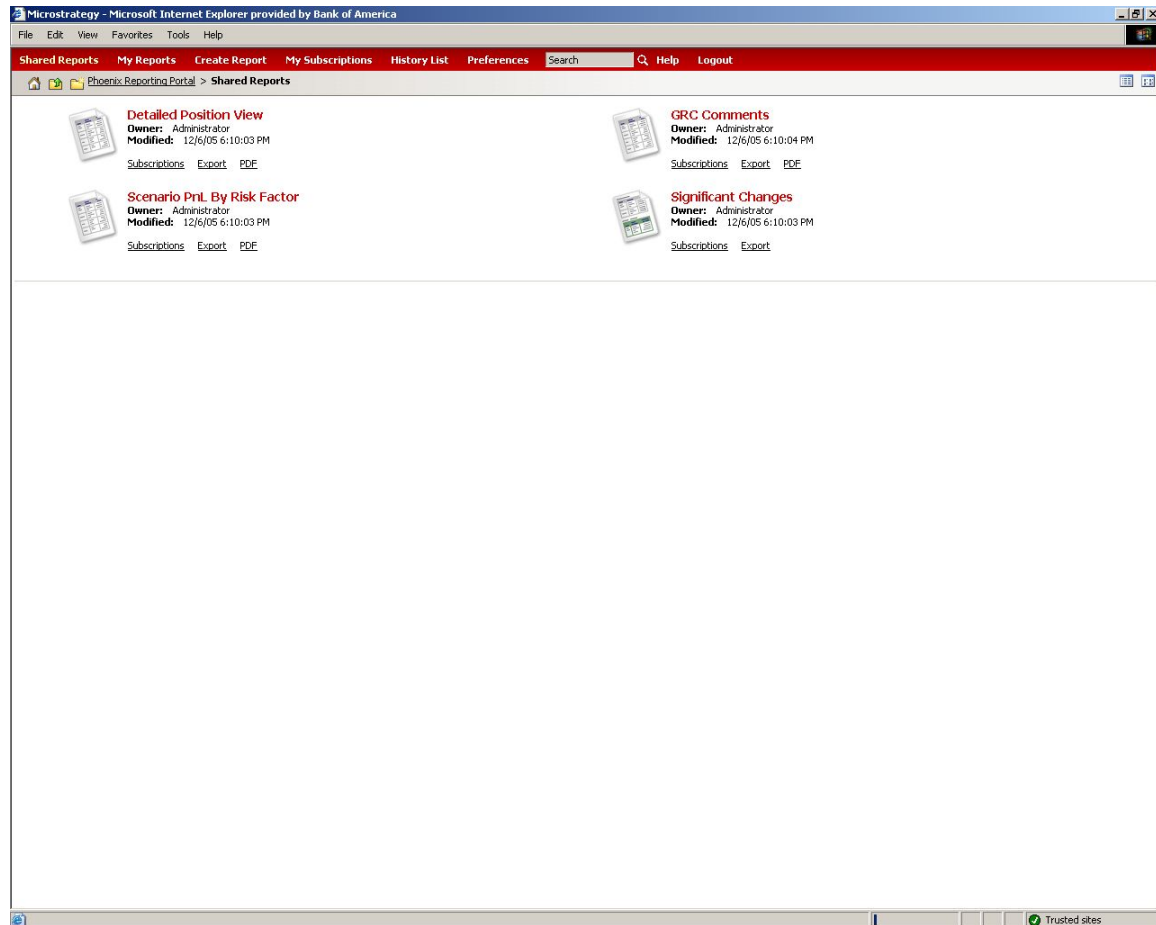 Microstrategy - Microsoft Internet Explorer provided by Bank of America
File Edit View Favorites Tools Help
Shared Reports My Reports Create Report My Subscriptions History List Preferences Search Help Logout
Phoenix Reporting Portal > Shared Reports
Detailed Position View
Owner: Administrator
Modified: 12/6/05 6:10:03 PM
Subscriptions Export PDF
GRC Comments
Owner: Administrator
Modified: 12/6/05 6:10:04 PM
Subscriptions Export PDF
Scenario PnL By Risk Factor
Owner: Administrator
Modified: 12/6/05 6:10:03 PM
Subscriptions Export PDF
Significant Changes
Owner: Administrator
Modified: 12/6/05 6:10:03 PM
Subscriptions Export
Trusted sites